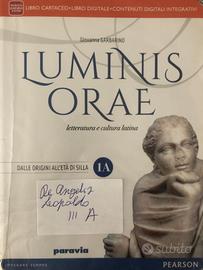 LIBRO CARTACEO + LIBRO DIGITALE + CONTENUTI DIGITALI INTEGRATIVI
Giovanna GARBARINO
LUMINIS
ORAE
letteratura e cultura latina
DALLE ORIGINI ALL'ETÀ DI SILLA 1A
De Angelis
Leopoldo
III A
subito
paravia
PEARSON